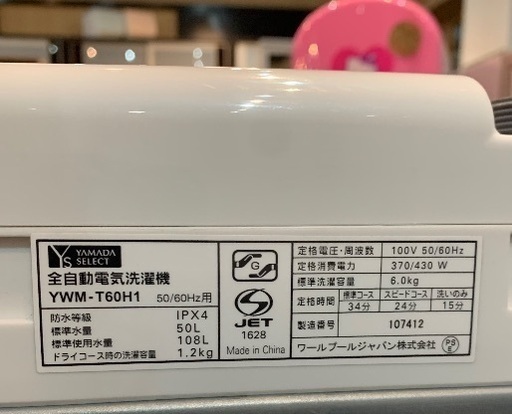 YS YAMADA SELECT
全自動電気洗濯機
YWM-T60H1 50/60Hz用
防水等級 IPX4
標準水量 50L
標準使用水量 108L
ドライコース時の洗濯容量 1.2kg
G
JET
1628
Made in China
定格電圧・周波数 100V 50/60Hz
定格消費電力 370/430 W
標準洗濯容量 6.0kg
定格時間 標準コース スピードコース 洗いのみ
34分 24分 15分
製造番号 107412
ワールプールジャパン株式会社 PSE